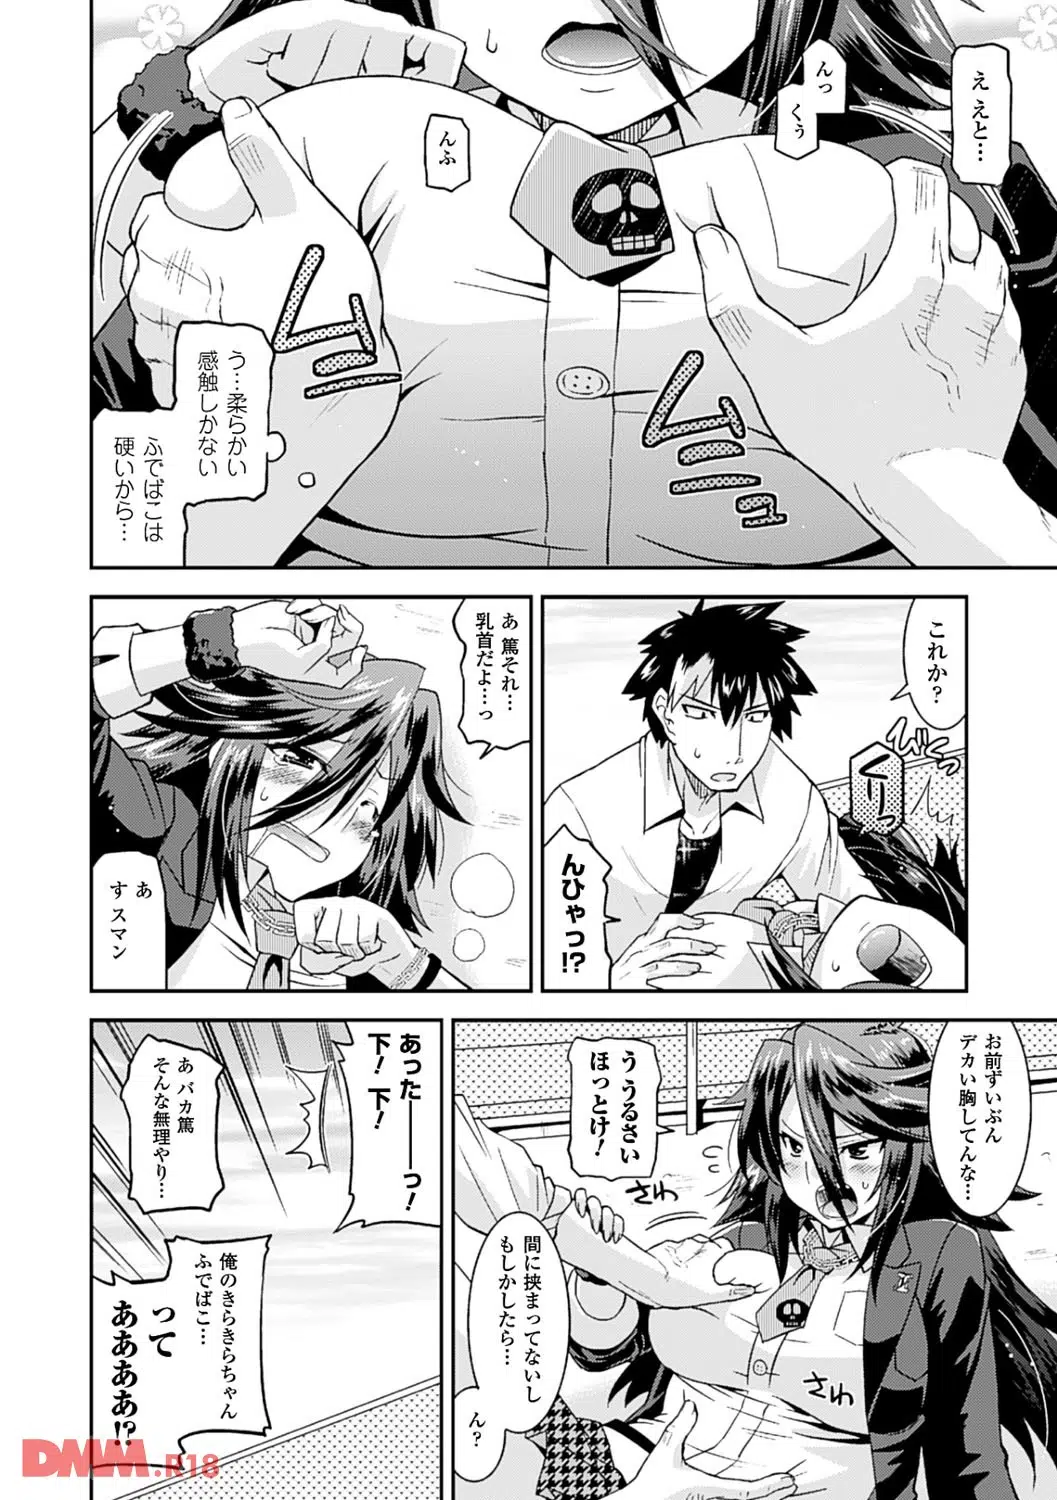 え えと…
んっ
くぅ
んふ
ムニュ
ムニュ
う…柔らかい
感触しかない
ふでばこは
硬いから…
これか?
びくっ
くりっ
んひゃっ!?
あ 篤それ…
乳首だよ…っ
あ
す スマン
お前ずいぶん
デカい胸してんな…
う うるさい
ほっとけ!
さわ
さわ
間に挟まってないし
もしかしたら…
ん?
あった――っ!
下!下!
あ バカ篤
そんな無理やり…
俺のきらきらちゃん
ふでばこ…
って
ああああ!?
DMM.R18